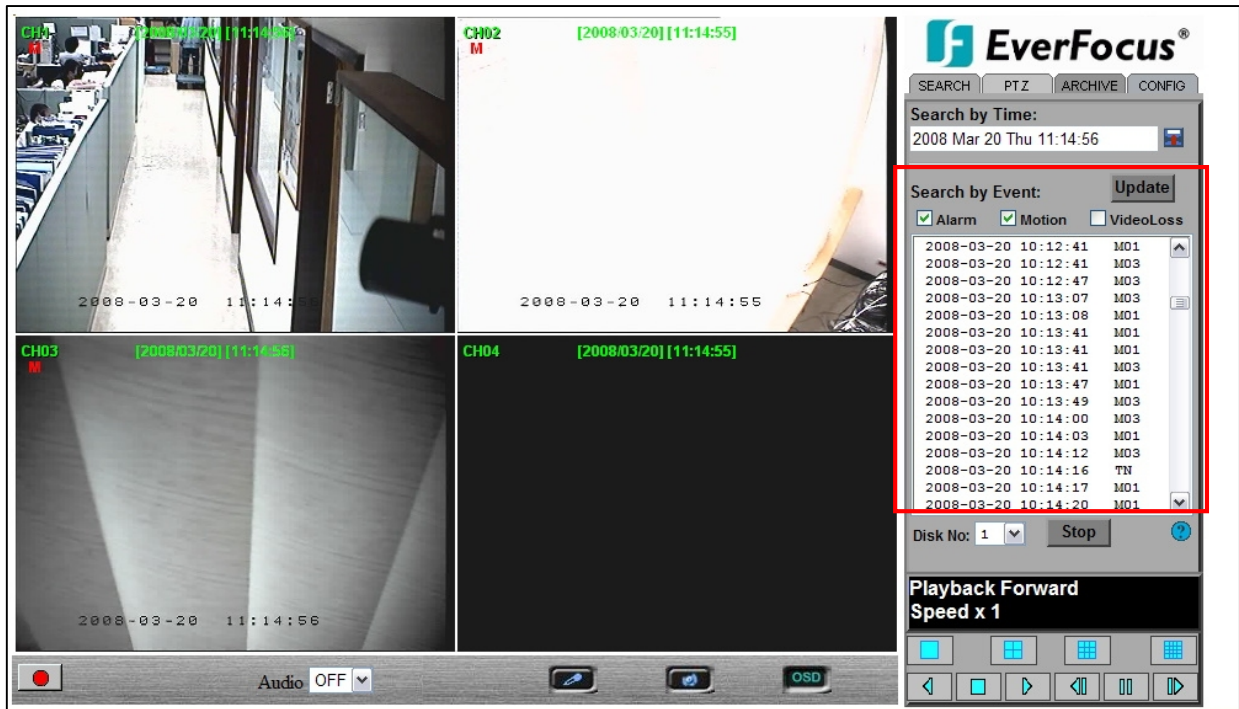 CH1
M
[2008/03/20] [11:14:56]
2008-03-20 11:14:56
CH02
M
[2008/03/20] [11:14:55]
2008-03-20 11:14:55
CH03
M
[2008/03/20] [11:14:56]
2008-03-20 11:14:56
CH04
[2008/03/20] [11:14:55]
Audio OFF
OSD
EverFocus®
SEARCH PTZ ARCHIVE CONFIG
Search by Time:
2008 Mar 20 Thu 11:14:56
Search by Event: Update
Alarm Motion VideoLoss
2008-03-20 10:12:41 M01
2008-03-20 10:12:41 M03
2008-03-20 10:12:47 M03
2008-03-20 10:13:07 M03
2008-03-20 10:13:08 M01
2008-03-20 10:13:41 M01
2008-03-20 10:13:41 M01
2008-03-20 10:13:41 M03
2008-03-20 10:13:47 M01
2008-03-20 10:13:49 M03
2008-03-20 10:14:00 M03
2008-03-20 10:14:03 M01
2008-03-20 10:14:12 M03
2008-03-20 10:14:16 TN
2008-03-20 10:14:17 M01
2008-03-20 10:14:20 M01
Disk No: 1 Stop ?
Playback Forward
Speed x 1